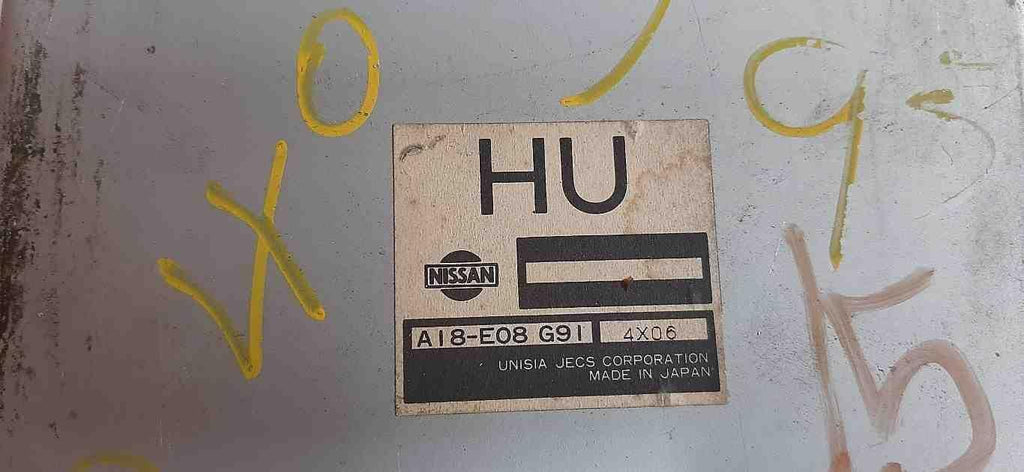 HU
NISSAN
A18-E08 G91 4X06
UNISIA JECS CORPORATION
MADE IN JAPAN